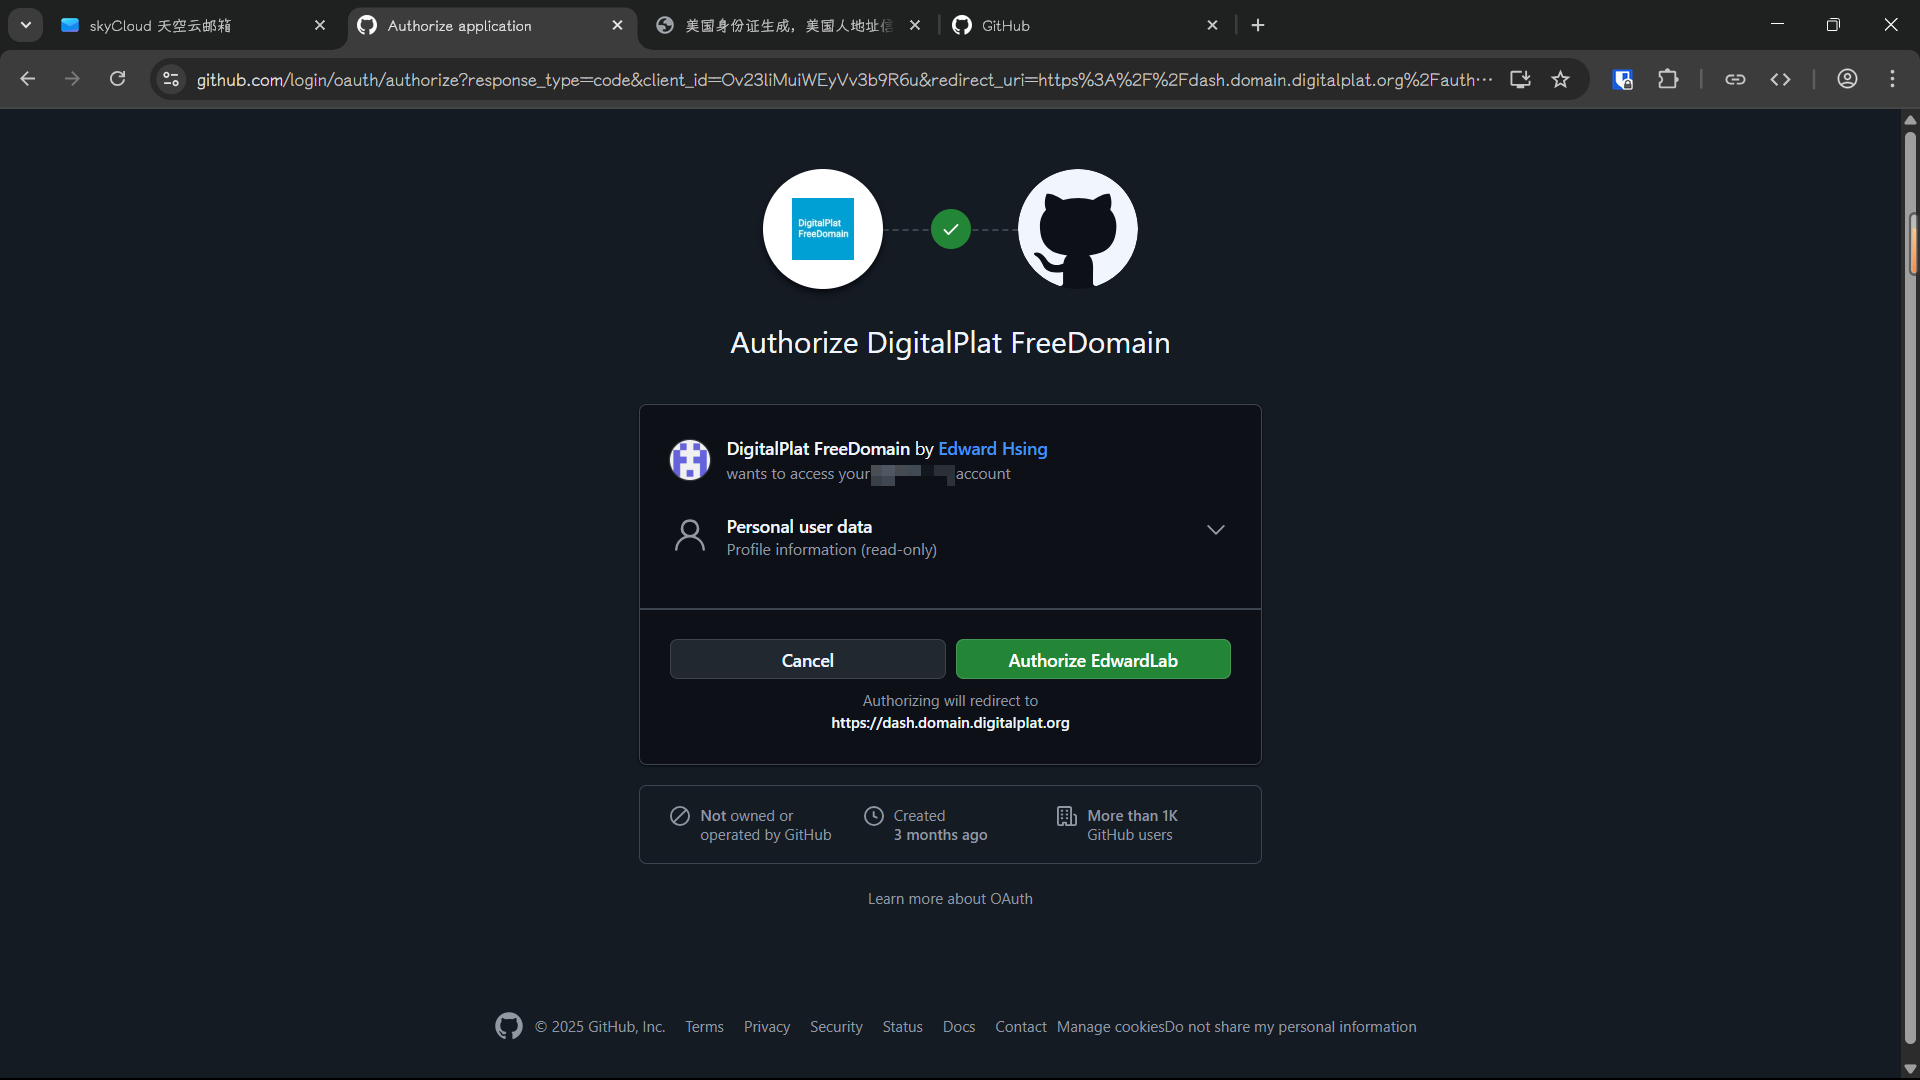 skyCloud 天空云邮箱
Authorize application
美国身份证生成，美国人地址信
GitHub
github.com/login/oauth/authorize?response_type=code&client_id=Ov23liMuiWEyVv3b9R6u&redirect_uri=https%3A%2F%2Fdash.domain.digitalplat.org%2Fauth···
DigitalPlat
FreeDomain
Authorize DigitalPlat FreeDomain
DigitalPlat FreeDomain by Edward Hsing
wants to access your account
Personal user data
Profile information (read-only)
Cancel
Authorize EdwardLab
Authorizing will redirect to
https://dash.domain.digitalplat.org
Not owned or
operated by GitHub
Created
3 months ago
More than 1K
GitHub users
Learn more about OAuth
© 2025 GitHub, Inc. Terms Privacy Security Status Docs Contact Manage cookies Do not share my personal information